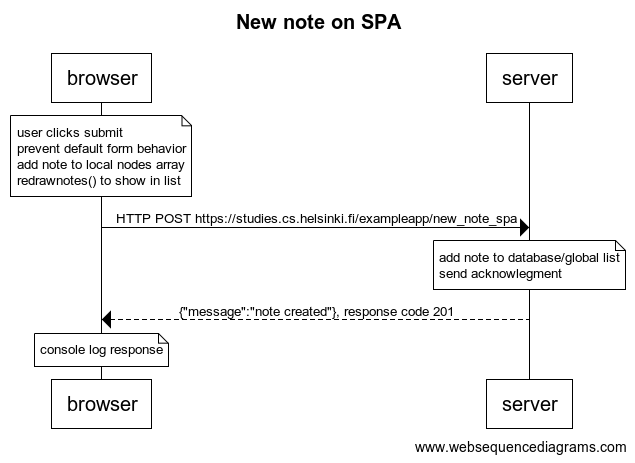 New note on SPA
browser
server
user clicks submit
prevent default form behavior
add note to local nodes array
redrawnotes() to show in list
HTTP POST https://studies.cs.helsinki.fi/exampleapp/new_note_spa
add note to database/global list
send acknowlegment
{"message":"note created"}, response code 201
console log response
browser
server
www.websequencediagrams.com